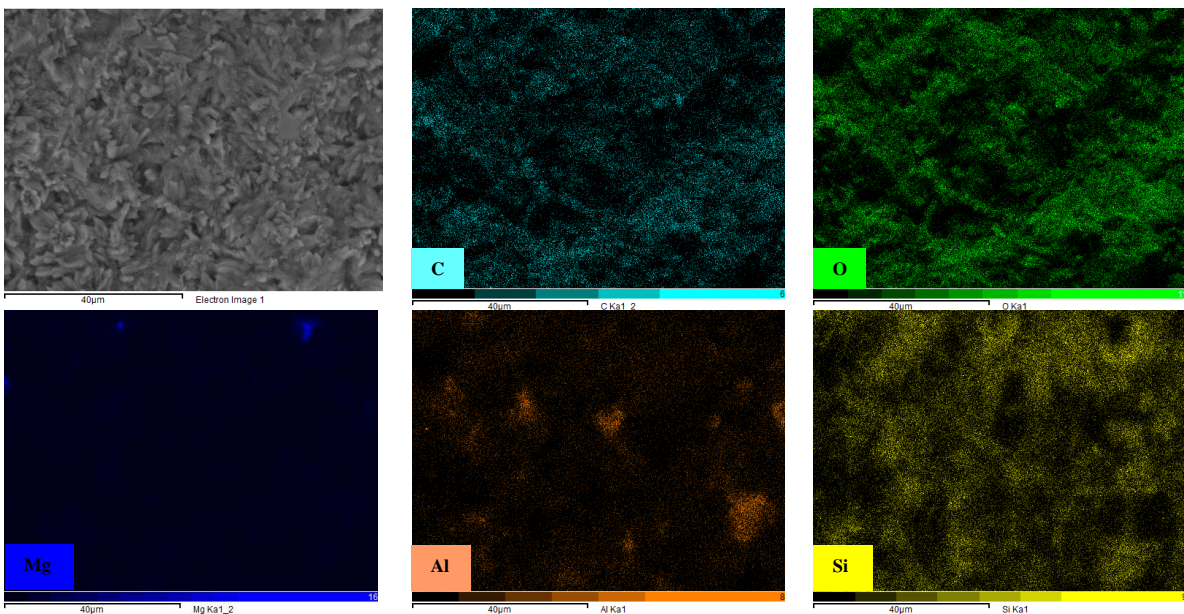 C
O
40µm Electron Image 1
6
40µm C Ka1_2
40µm O Ka1
Mg
Al
Si
16
40µm Mg Ka1_2
8
40µm Al Ka1
40µm Si Ka1